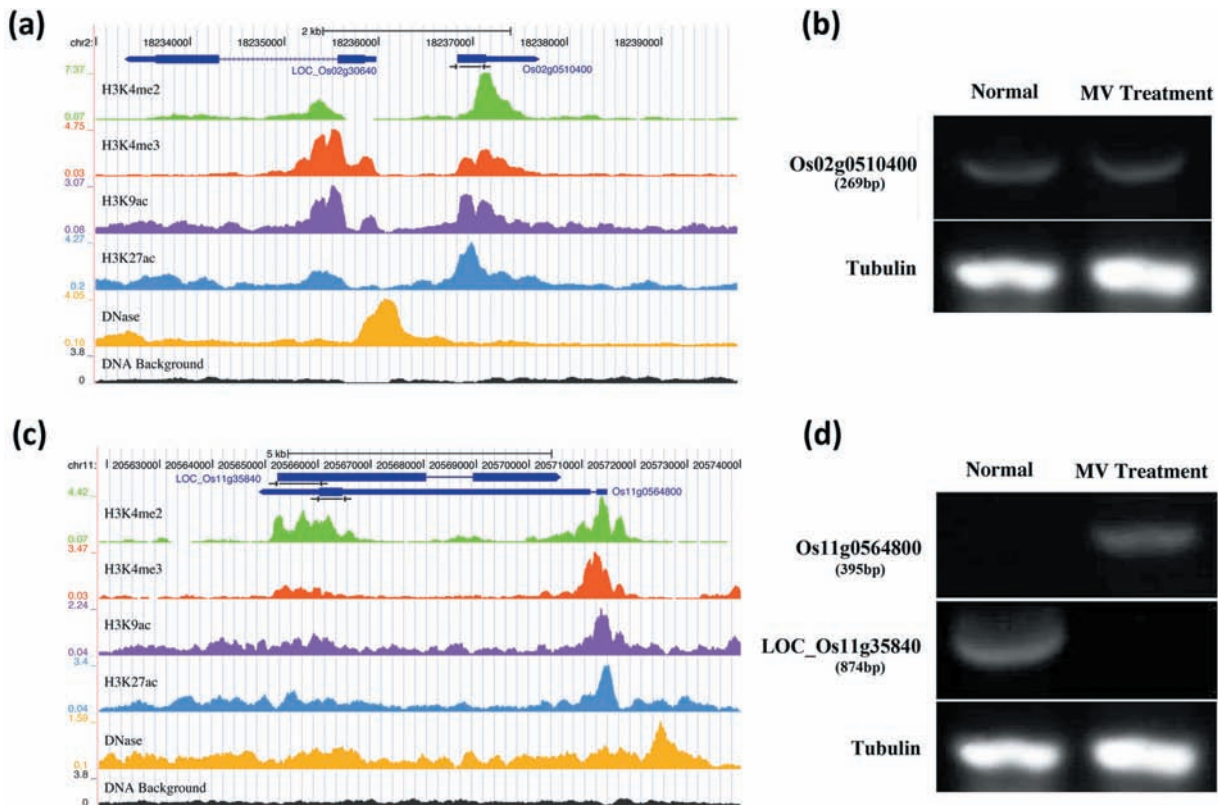 (a)
2 kb
chr2: 18234000 18235000 18236000 18237000 18238000 18239000
LOC_Os02g30640 Os02g0510400
7.37
H3K4me2
0.07
4.75
H3K4me3
0.03
3.07
H3K9ac
0.06
4.27
H3K27ac
0.2
4.05
DNase
0.16
3.8
DNA Background
0
(b)
Normal MV Treatment
Os02g0510400
(269bp)
Tubulin
(c)
5 kb
chr11: 20563000 20564000 20565000 20566000 20567000 20568000 20569000 20570000 20571000 20572000 20573000 20574000
LOC_Os11g35840
Os11g0564800
4.42
H3K4me2
0.07
3.47
H3K4me3
0.03
2.24
H3K9ac
0.04
3.4
H3K27ac
0.04
1.59
DNase
0.1
3.8
DNA Background
0
(d)
Normal MV Treatment
Os11g0564800
(395bp)
LOC_Os11g35840
(874bp)
Tubulin